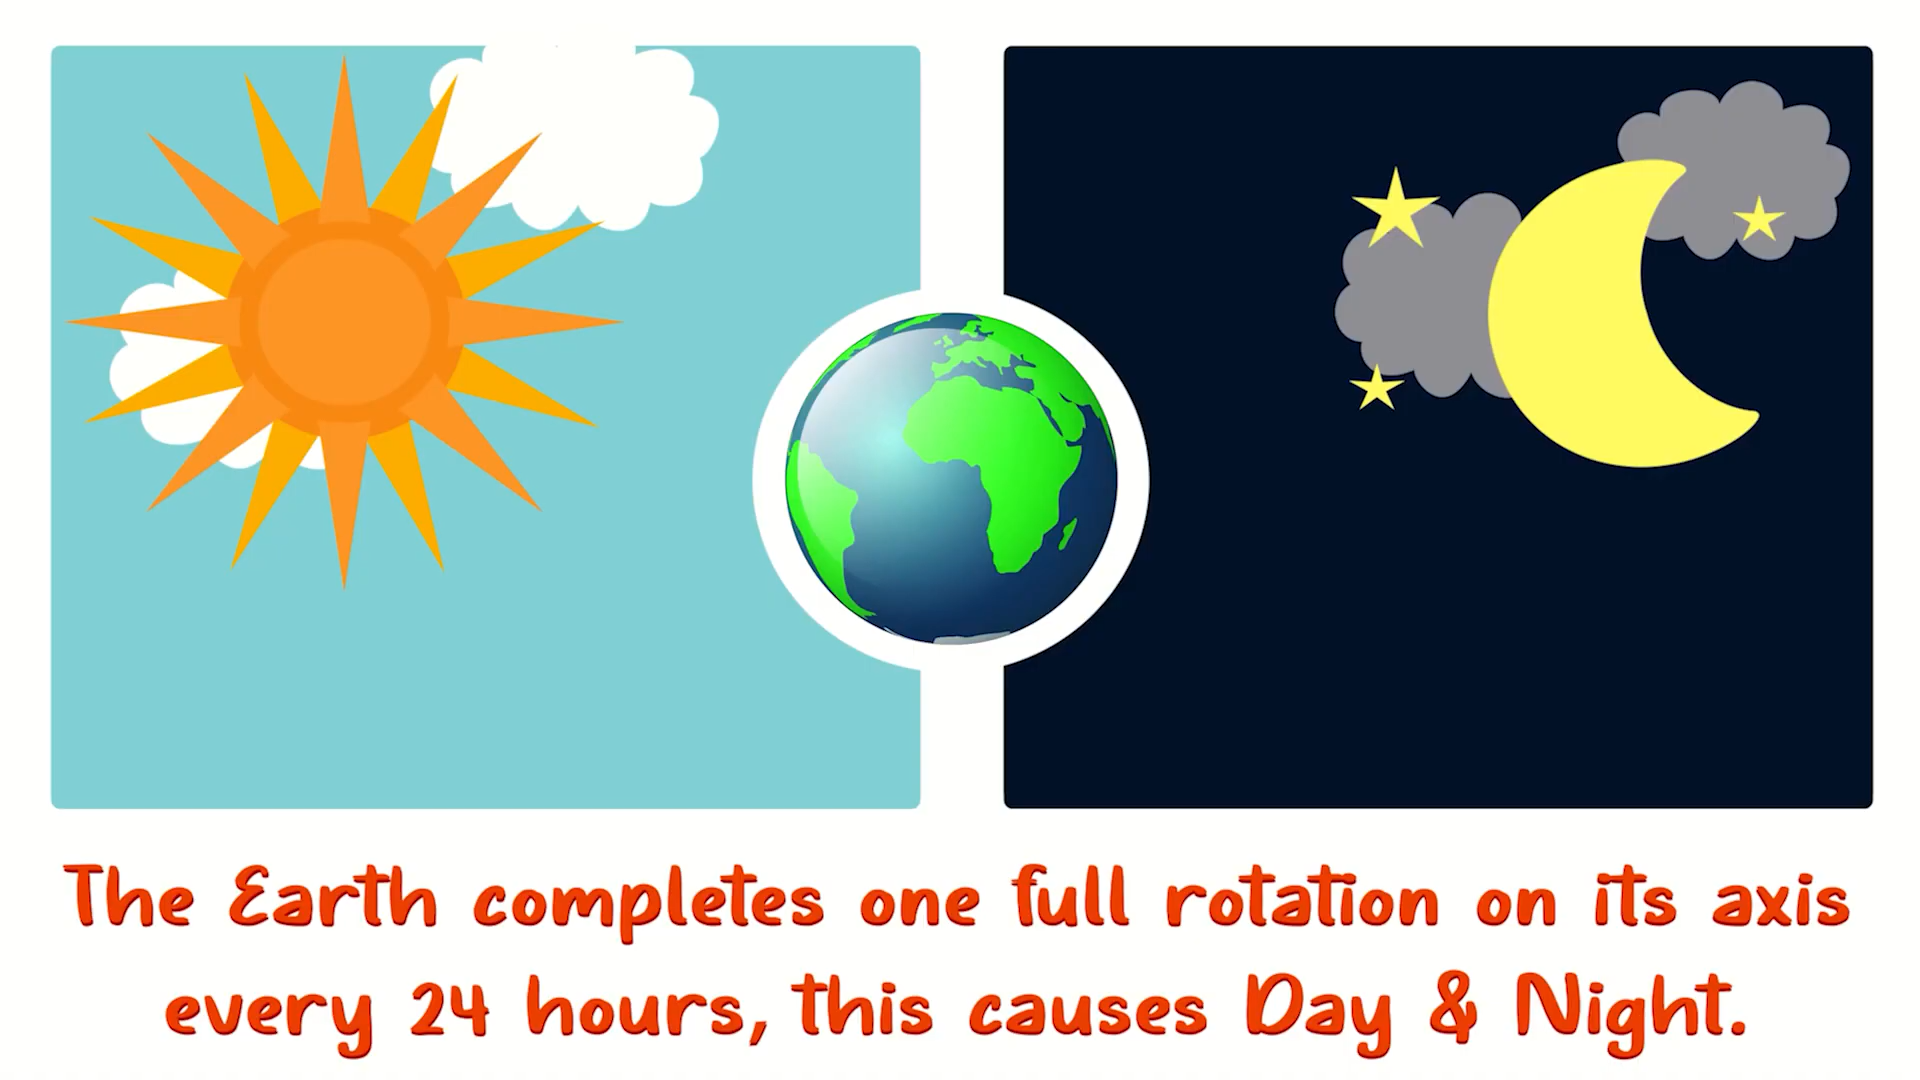 The Earth completes one full rotation on its axis
every 24 hours, this causes Day & Night.